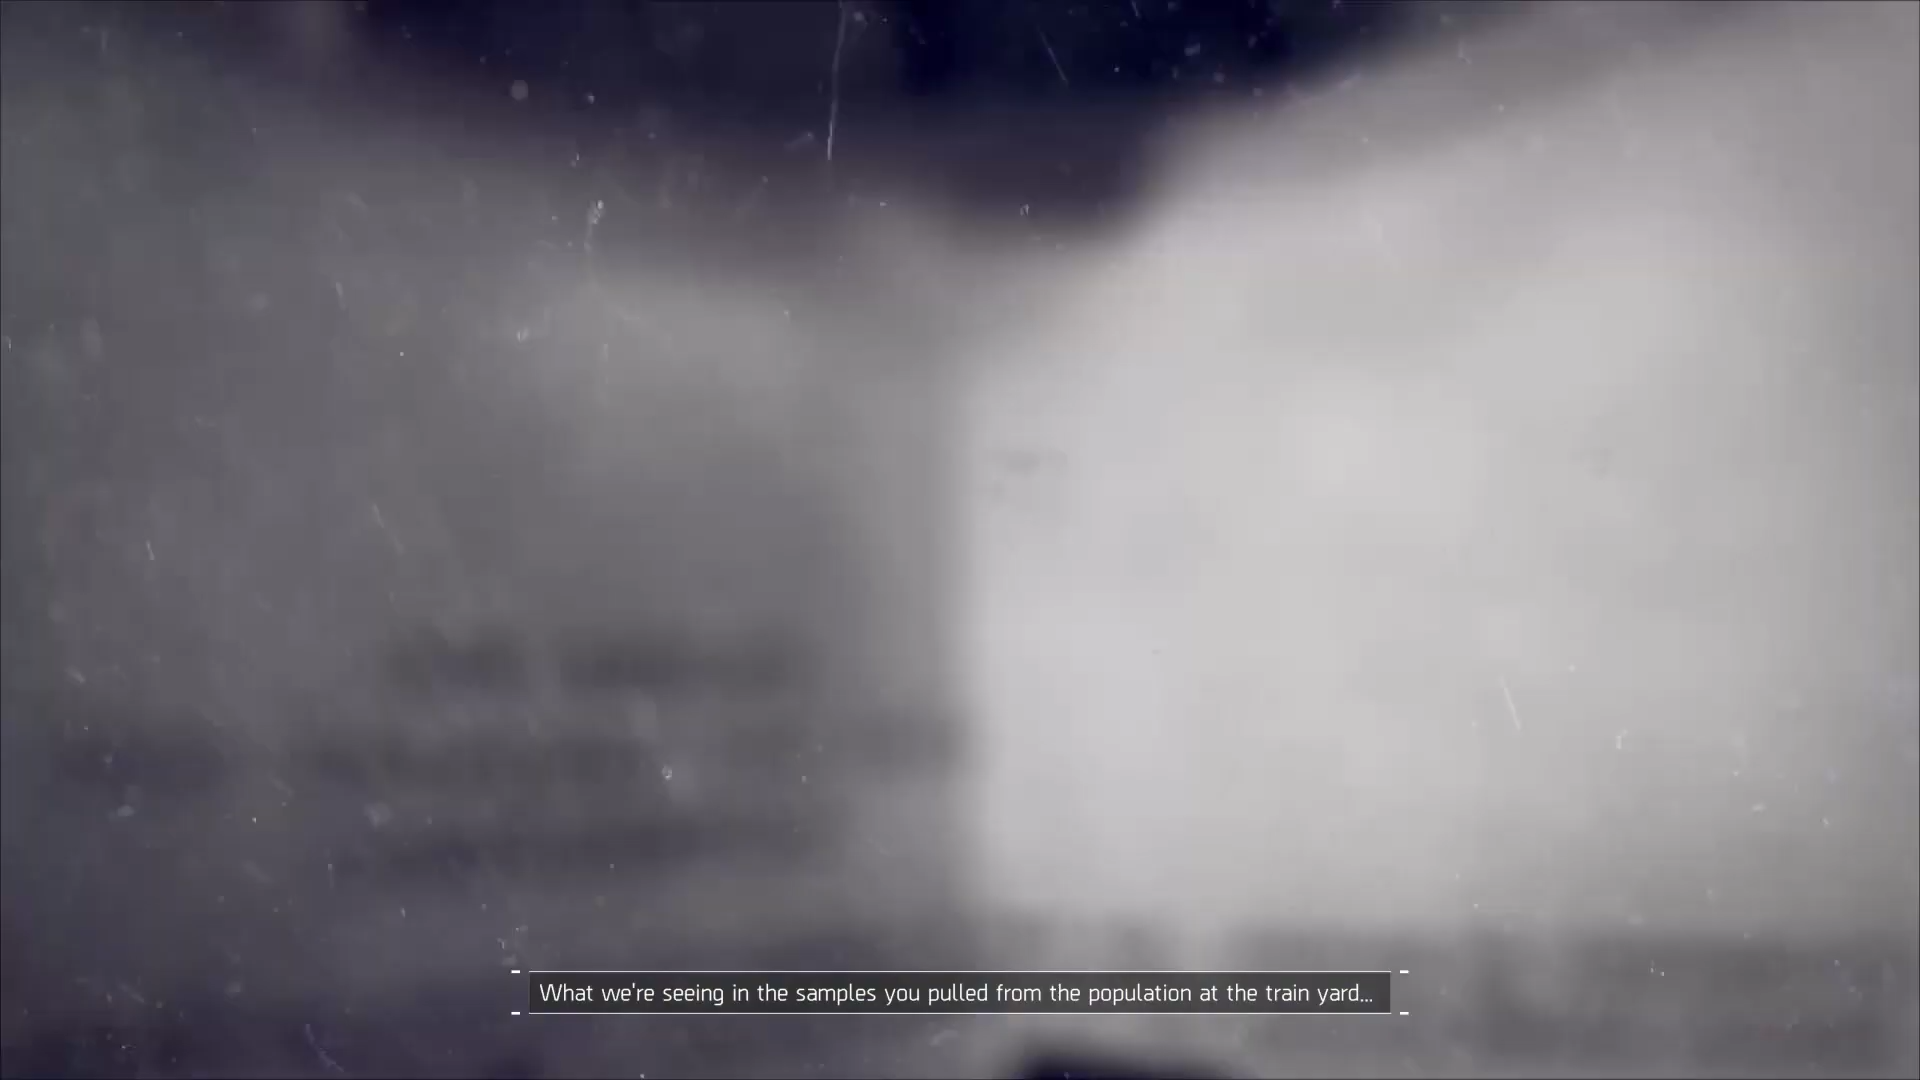 What we're seeing in the samples you pulled from the population at the train yard...